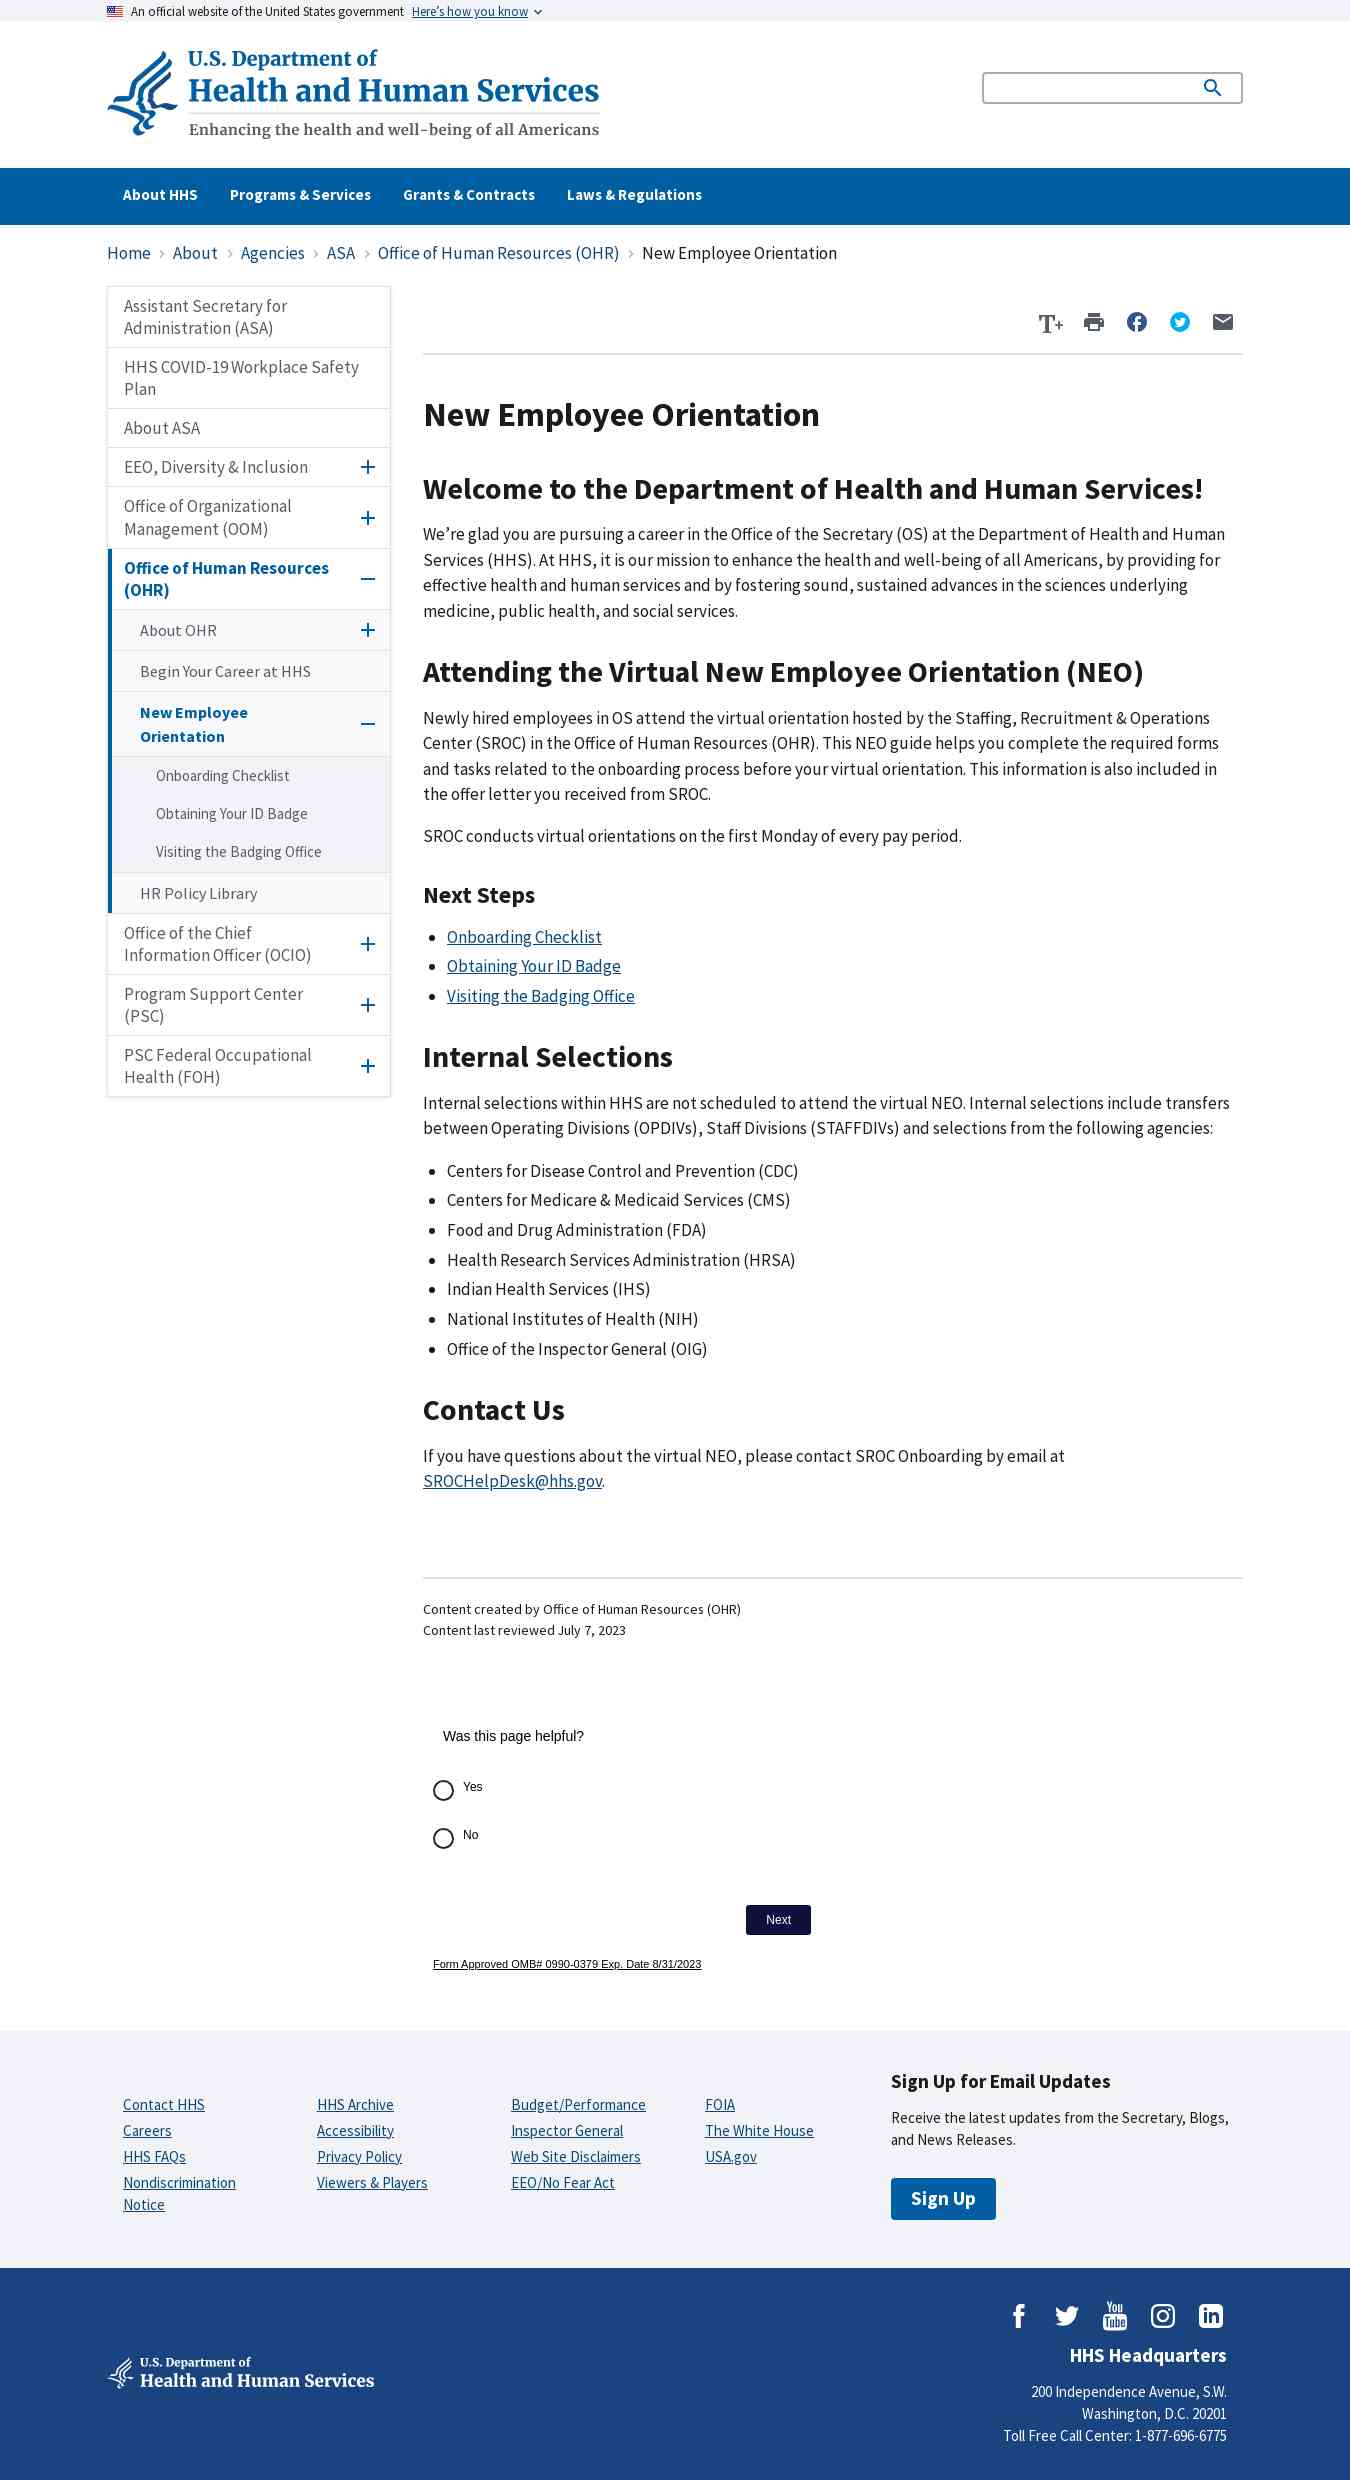 An official website of the United States government Here’s how you know
U.S. Department of
Health and Human Services
Enhancing the health and well-being of all Americans
About HHS Programs & Services Grants & Contracts Laws & Regulations
Home About Agencies ASA Office of Human Resources (OHR) New Employee Orientation
Assistant Secretary for
Administration (ASA)
HHS COVID-19 Workplace Safety
Plan
About ASA
EEO, Diversity & Inclusion
Office of Organizational
Management (OOM)
Office of Human Resources
(OHR)
About OHR
Begin Your Career at HHS
New Employee
Orientation
Onboarding Checklist
Obtaining Your ID Badge
Visiting the Badging Office
HR Policy Library
Office of the Chief
Information Officer (OCIO)
Program Support Center
(PSC)
PSC Federal Occupational
Health (FOH)
T+
New Employee Orientation
Welcome to the Department of Health and Human Services!
We’re glad you are pursuing a career in the Office of the Secretary (OS) at the Department of Health and Human
Services (HHS). At HHS, it is our mission to enhance the health and well-being of all Americans, by providing for
effective health and human services and by fostering sound, sustained advances in the sciences underlying
medicine, public health, and social services.
Attending the Virtual New Employee Orientation (NEO)
Newly hired employees in OS attend the virtual orientation hosted by the Staffing, Recruitment & Operations
Center (SROC) in the Office of Human Resources (OHR). This NEO guide helps you complete the required forms
and tasks related to the onboarding process before your virtual orientation. This information is also included in
the offer letter you received from SROC.
SROC conducts virtual orientations on the first Monday of every pay period.
Next Steps
Onboarding Checklist
Obtaining Your ID Badge
Visiting the Badging Office
Internal Selections
Internal selections within HHS are not scheduled to attend the virtual NEO. Internal selections include transfers
between Operating Divisions (OPDIVs), Staff Divisions (STAFFDIVs) and selections from the following agencies:
Centers for Disease Control and Prevention (CDC)
Centers for Medicare & Medicaid Services (CMS)
Food and Drug Administration (FDA)
Health Research Services Administration (HRSA)
Indian Health Services (IHS)
National Institutes of Health (NIH)
Office of the Inspector General (OIG)
Contact Us
If you have questions about the virtual NEO, please contact SROC Onboarding by email at
SROCHelpDesk@hhs.gov.
Content created by Office of Human Resources (OHR)
Content last reviewed July 7, 2023
Was this page helpful?
Yes
No
Next
Form Approved OMB# 0990-0379 Exp. Date 8/31/2023
Contact HHS
Careers
HHS FAQs
Nondiscrimination
Notice
HHS Archive
Accessibility
Privacy Policy
Viewers & Players
Budget/Performance
Inspector General
Web Site Disclaimers
EEO/No Fear Act
FOIA
The White House
USA.gov
Sign Up for Email Updates
Receive the latest updates from the Secretary, Blogs,
and News Releases.
Sign Up
You
Tube
U.S. Department of
Health and Human Services
HHS Headquarters
200 Independence Avenue, S.W.
Washington, D.C. 20201
Toll Free Call Center: 1-877-696-6775